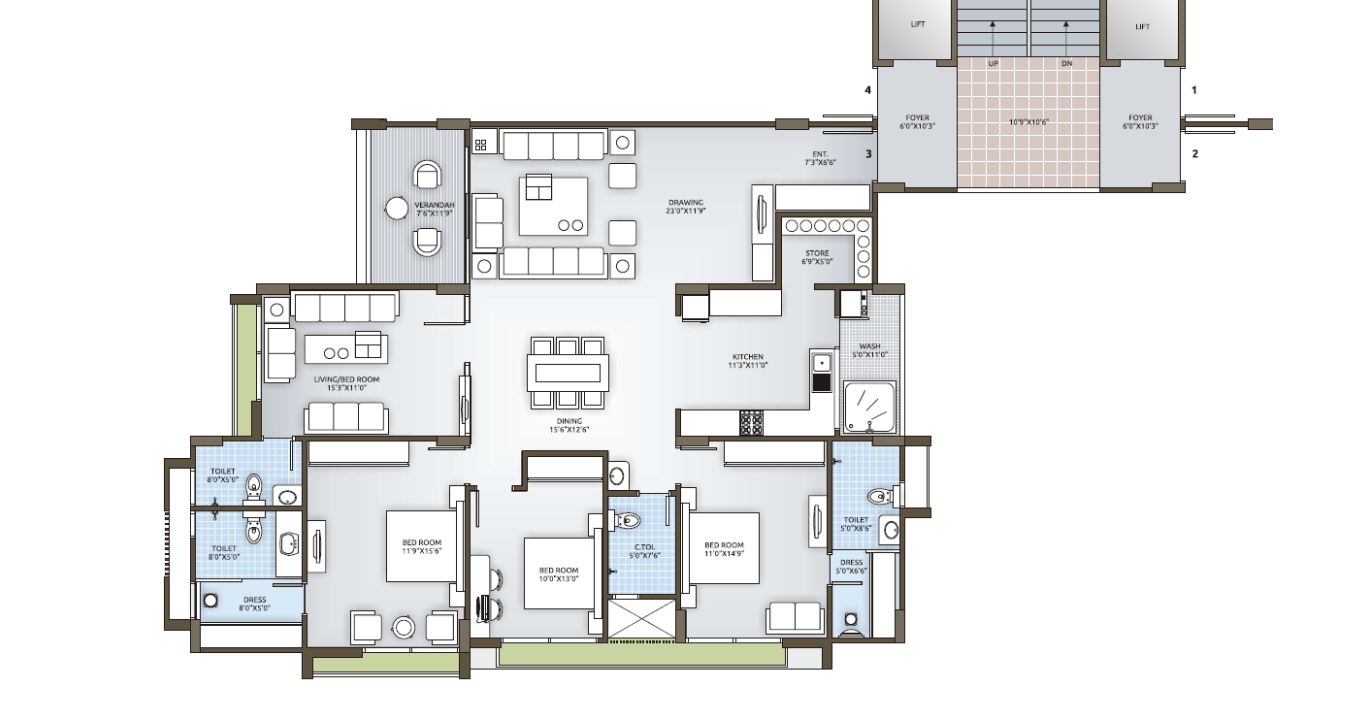 LIFT
LIFT
UP
DN
4
1
FOYER
6'0"X10'3"
10'9"X10'6"
FOYER
6'0"X10'3"
3
2
ENT.
7'3"X6'6"
VERANDAH
7'6"X11'9"
DRAWING
23'0"X11'9"
STORE
6'9"X5'0"
WASH
5'0"X11'0"
KITCHEN
11'3"X11'0"
LIVING/BED ROOM
15'3"X11'0"
DINING
15'6"X12'6"
TOILET
8'0"X5'0"
TOILET
8'0"X5'0"
BED ROOM
11'9"X15'6"
BED ROOM
10'0"X13'0"
C.TOI.
5'0"X7'6"
BED ROOM
11'0"X14'9"
TOILET
5'0"X8'6"
DRESS
5'0"X6'6"
DRESS
8'0"X5'0"